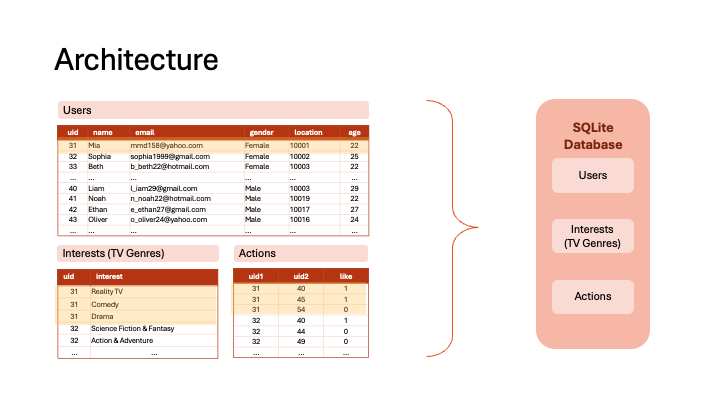 Architecture
Users
uid name email gender location age
31 Mia mmd158@yahoo.com Female 10001 22
32 Sophia sophia1999@gmail.com Female 10002 25
33 Beth b_beth22@hotmail.com Female 10003 22
... ... ... ... ... ...
40 Liam l_iam29@gmail.com Male 10003 29
41 Noah n_noah22@hotmail.com Male 10019 22
42 Ethan e_ethan27@gmail.com Male 10017 27
43 Oliver o_oliver24@yahoo.com Male 10016 24
... ... ... ... ... ...
Interests (TV Genres)
uid interest
31 Reality TV
31 Comedy
31 Drama
32 Science Fiction & Fantasy
32 Action & Adventure
... ...
Actions
uid1 uid2 like
31 40 1
31 45 1
31 54 0
32 40 1
32 44 0
32 49 0
... ... ...
SQLite
Database
Users
Interests
(TV Genres)
Actions